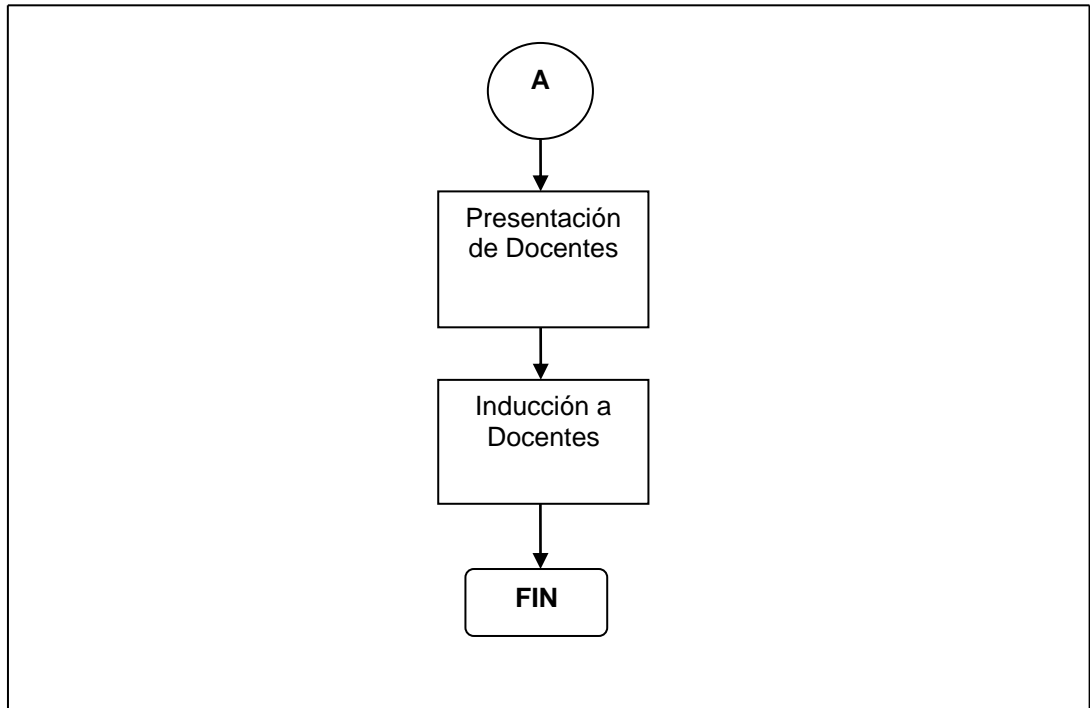 A
Presentación
de Docentes
Inducción a
Docentes
FIN